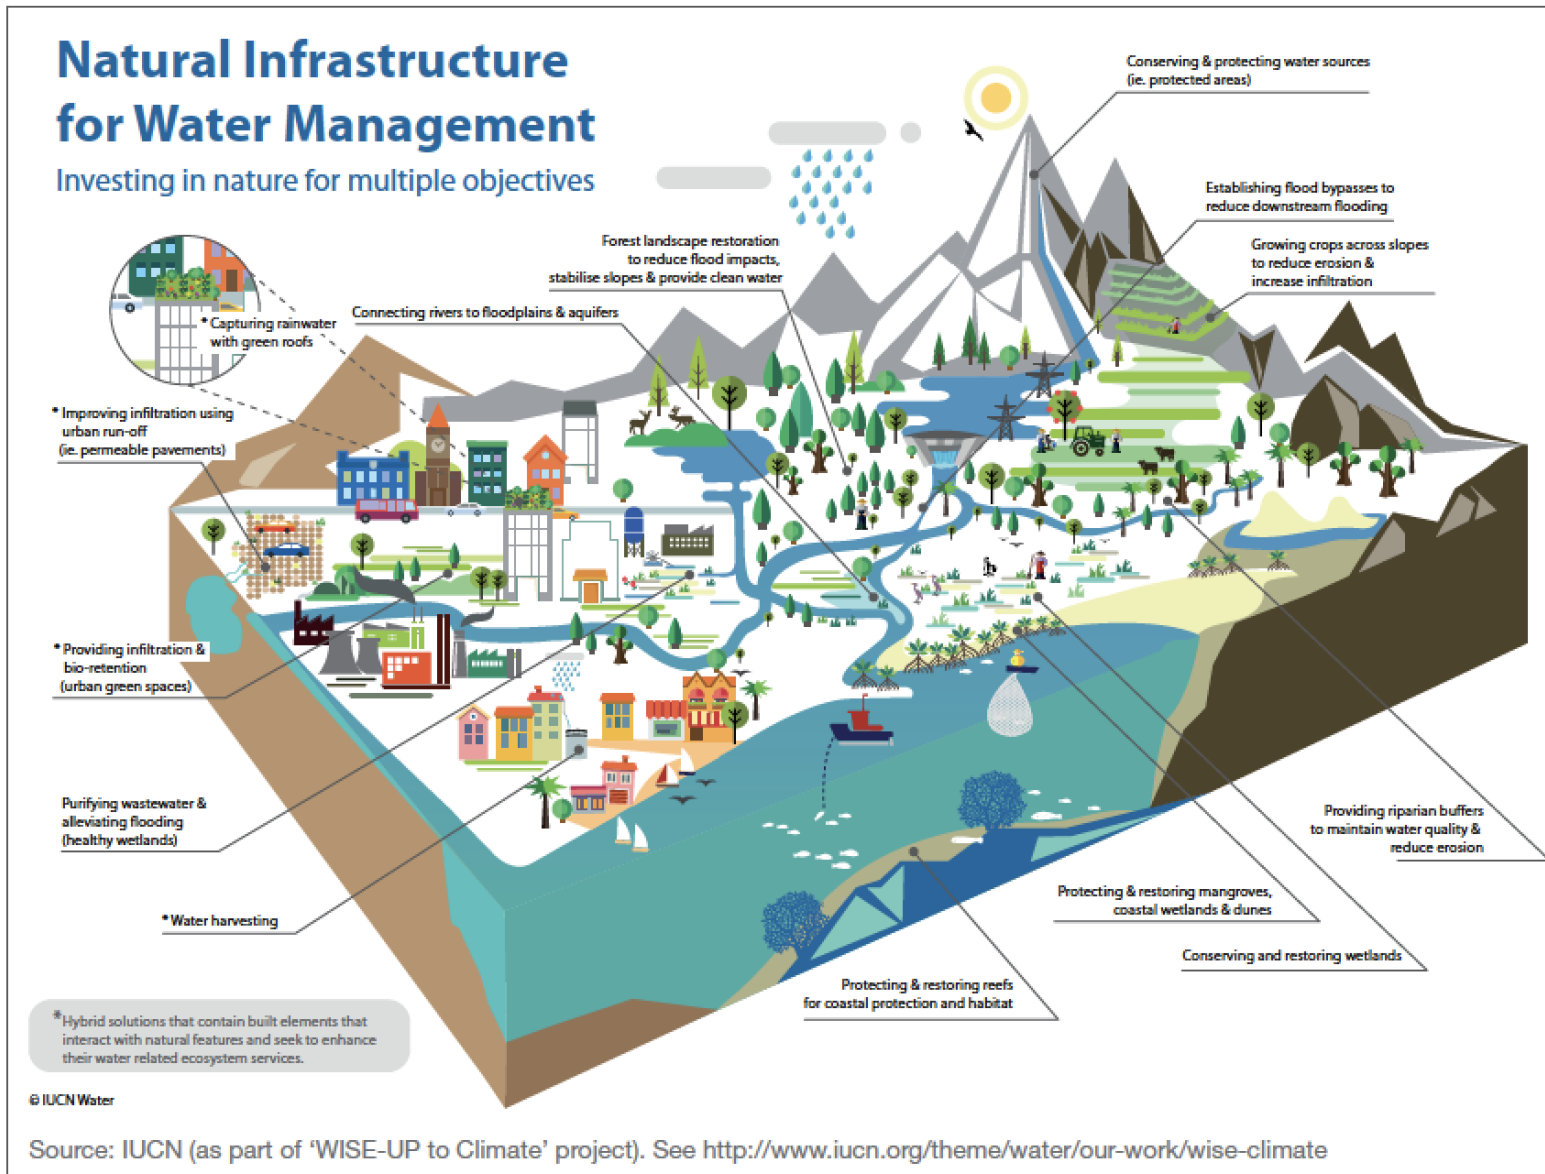 Natural Infrastructure
for Water Management
Investing in nature for multiple objectives
Conserving & protecting water sources
(ie. protected areas)
Establishing flood bypasses to
reduce downstream flooding
Growing crops across slopes
to reduce erosion &
increase infiltration
Forest landscape restoration
to reduce flood impacts,
stabilise slopes & provide clean water
Connecting rivers to floodplains & aquifers
* Capturing rainwater
with green roofs
* Improving infiltration using
urban run-off
(ie. permeable pavements)
* Providing infiltration &
bio-retention
(urban green spaces)
Purifying wastewater &
alleviating flooding
(healthy wetlands)
* Water harvesting
Providing riparian buffers
to maintain water quality &
reduce erosion
Protecting & restoring mangroves,
coastal wetlands & dunes
Conserving and restoring wetlands
Protecting & restoring reefs
for coastal protection and habitat
* Hybrid solutions that contain built elements that
interact with natural features and seek to enhance
their water related ecosystem services.
© IUCN Water
Source: IUCN (as part of ‘WISE-UP to Climate’ project). See http://www.iucn.org/theme/water/our-work/wise-climate